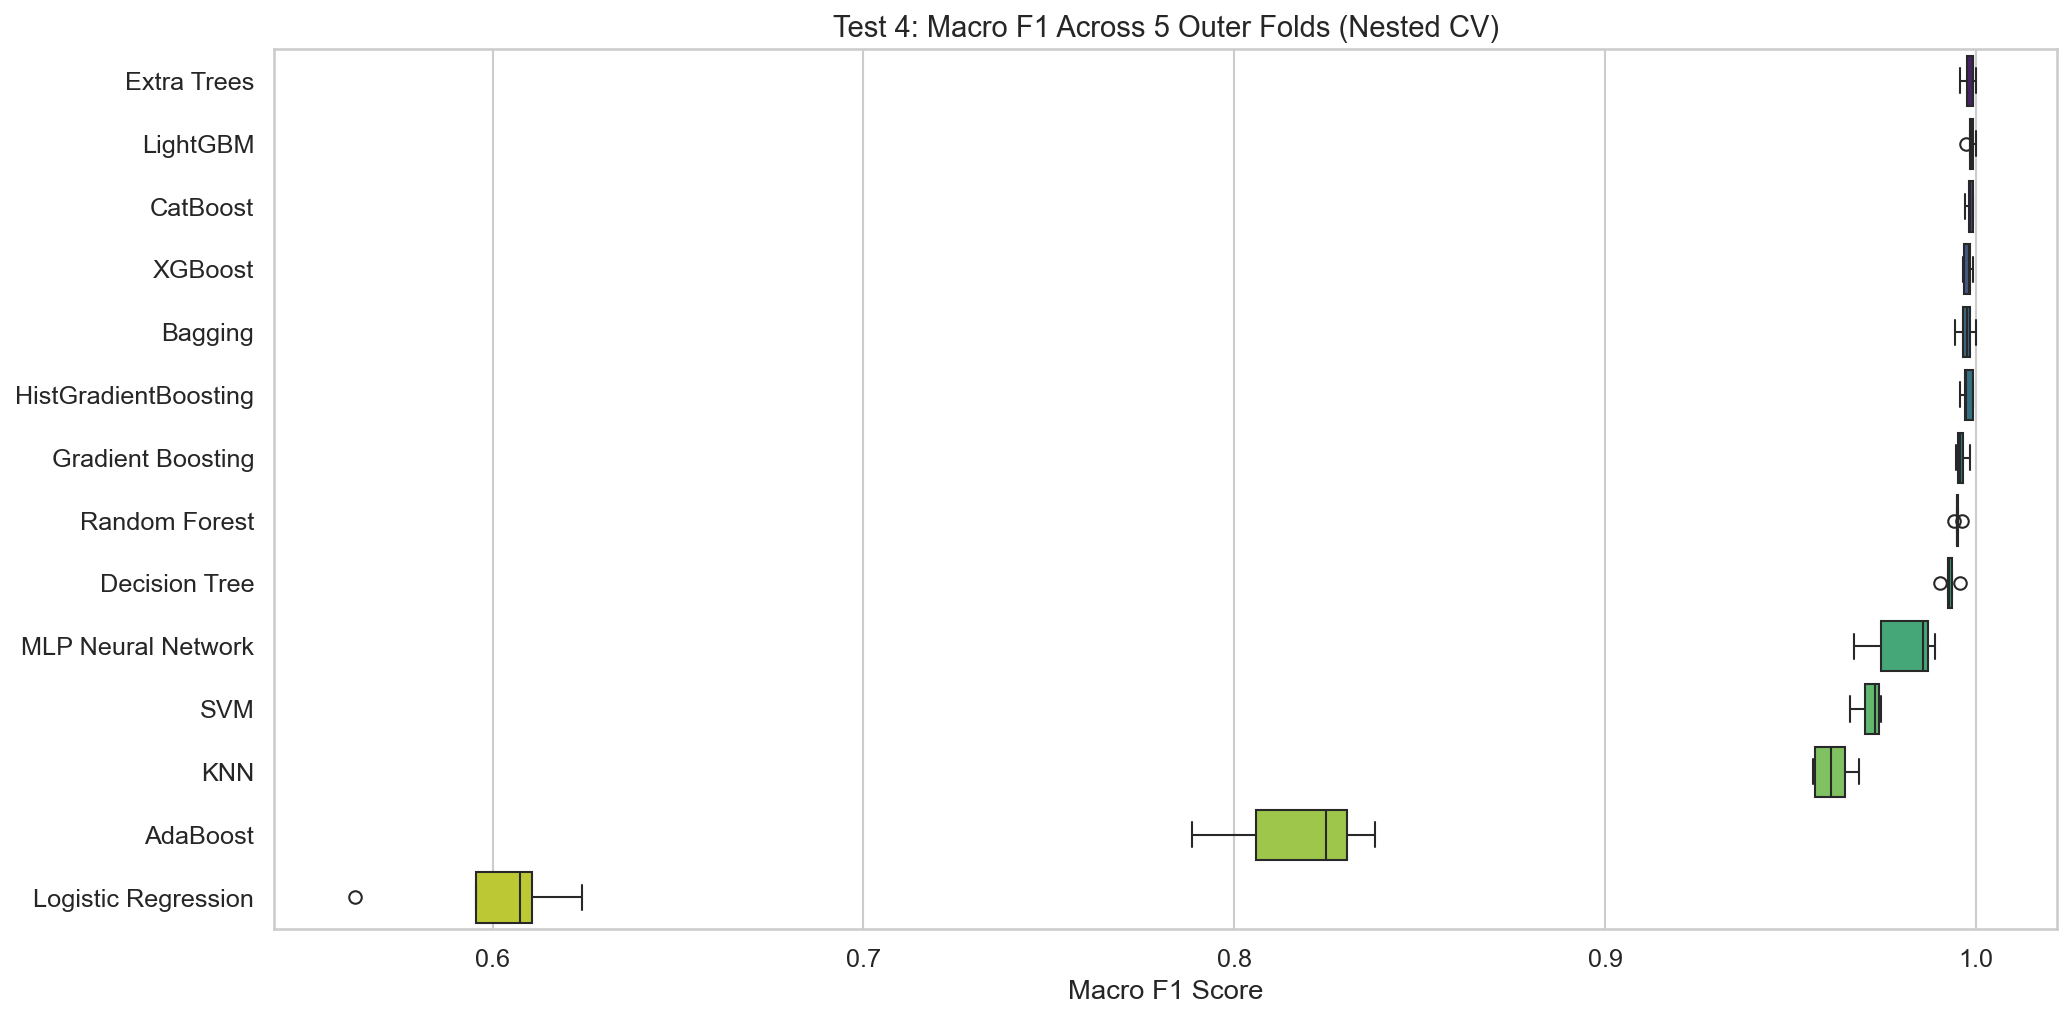 Test 4: Macro F1 Across 5 Outer Folds (Nested CV)
Extra Trees
LightGBM
CatBoost
XGBoost
Bagging
HistGradientBoosting
Gradient Boosting
Random Forest
Decision Tree
MLP Neural Network
SVM
KNN
AdaBoost
Logistic Regression
0.6 0.7 0.8 0.9 1.0
Macro F1 Score